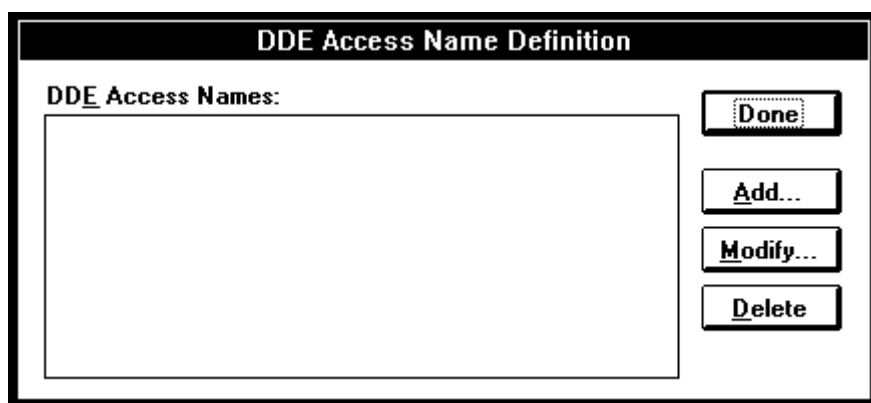 DDE Access Name Definition
DDE Access Names:
Done
Add...
Modify...
Delete